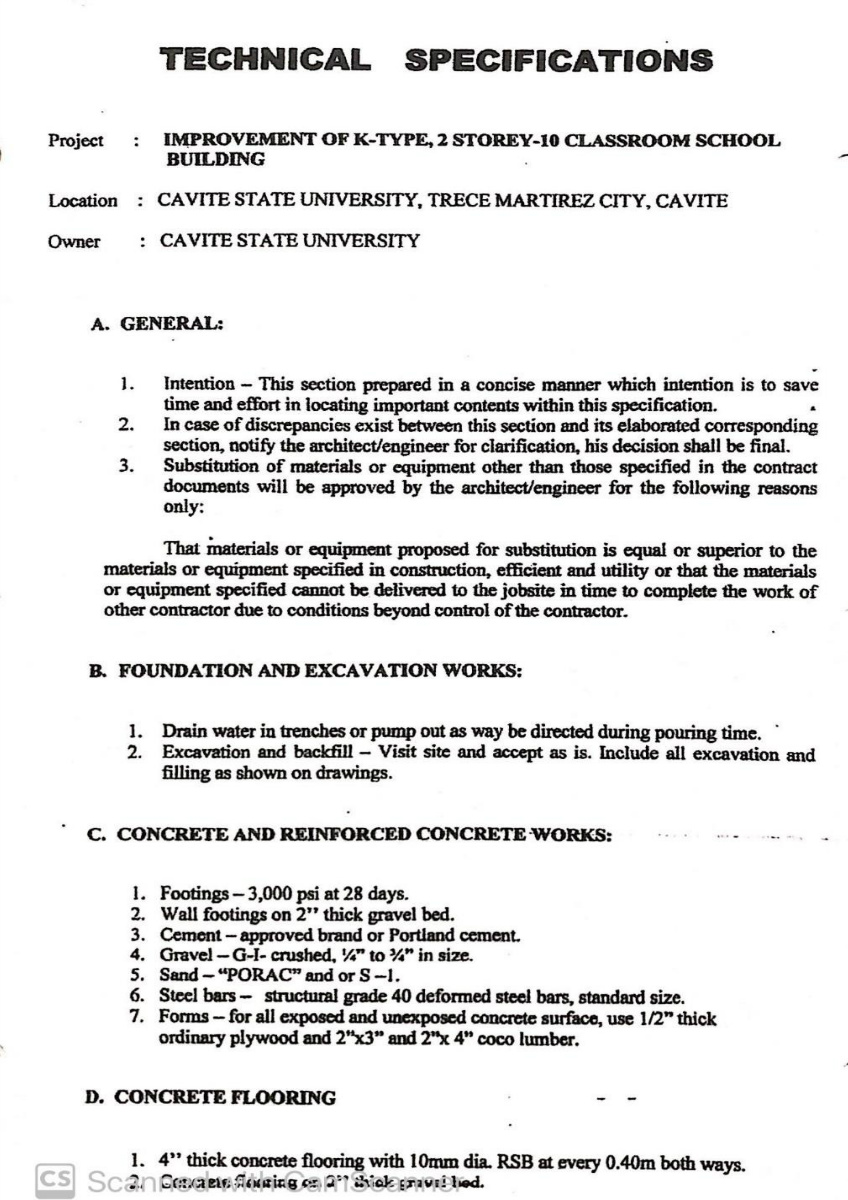 TECHNICAL SPECIFICATIONS
Project : IMPROVEMENT OF K-TYPE, 2 STOREY-10 CLASSROOM SCHOOL
BUILDING
Location : CAVITE STATE UNIVERSITY, TRECE MARTIREZ CITY, CAVITE
Owner : CAVITE STATE UNIVERSITY
A. GENERAL:
1. Intention – This section prepared in a concise manner which intention is to save
time and effort in locating important contents within this specification.
2. In case of discrepancies exist between this section and its elaborated corresponding
section, notify the architect/engineer for clarification, his decision shall be final.
3. Substitution of materials or equipment other than those specified in the contract
documents will be approved by the architect/engineer for the following reasons
only:
That materials or equipment proposed for substitution is equal or superior to the
materials or equipment specified in construction, efficient and utility or that the materials
or equipment specified cannot be delivered to the jobsite in time to complete the work of
other contractor due to conditions beyond control of the contractor.
B. FOUNDATION AND EXCAVATION WORKS:
1. Drain water in trenches or pump out as way be directed during pouring time.
2. Excavation and backfill – Visit site and accept as is. Include all excavation and
filling as shown on drawings.
C. CONCRETE AND REINFORCED CONCRETE WORKS:
1. Footings – 3,000 psi at 28 days.
2. Wall footings on 2” thick gravel bed.
3. Cement – approved brand or Portland cement.
4. Gravel – G-I- crushed, ¼” to ¾” in size.
5. Sand – “PORAC” and or S –1.
6. Steel bars – structural grade 40 deformed steel bars, standard size.
7. Forms – for all exposed and unexposed concrete surface, use 1/2” thick
ordinary plywood and 2”x3” and 2”x 4” coco lumber.
D. CONCRETE FLOORING
1. 4” thick concrete flooring with 10mm dia. RSB at every 0.40m both ways.
2. Concrete flooring on 2” thick gravel bed.
CS Scanned with CamScanner